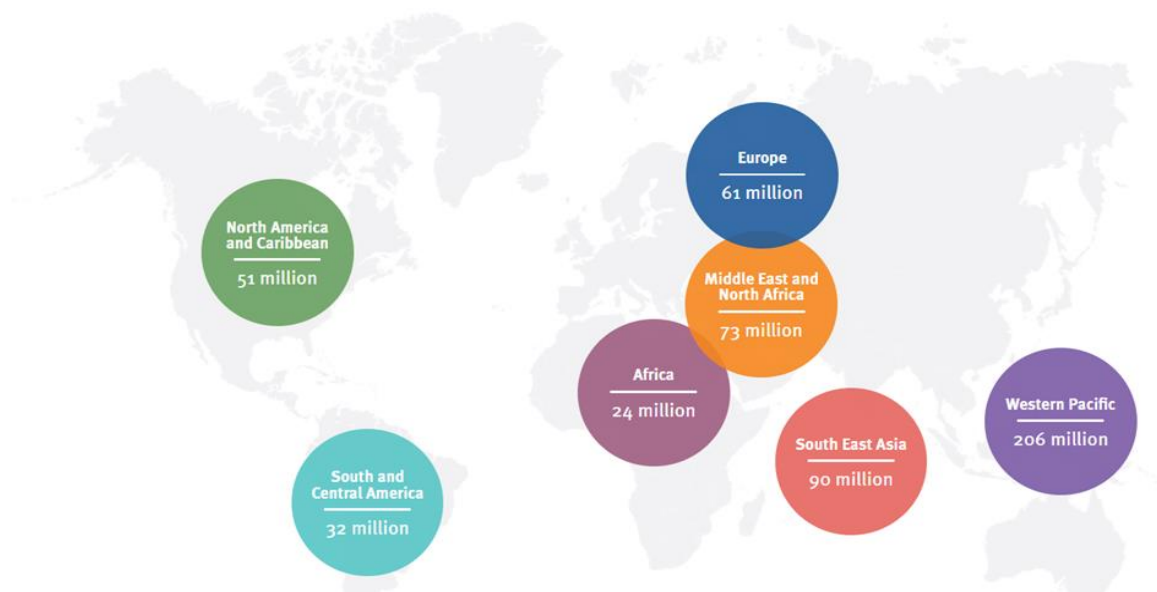 Europe
61 million
North America
and Caribbean
51 million
Middle East and
North Africa
73 million
Africa
24 million
Western Pacific
206 million
South East Asia
90 million
South and
Central America
32 million